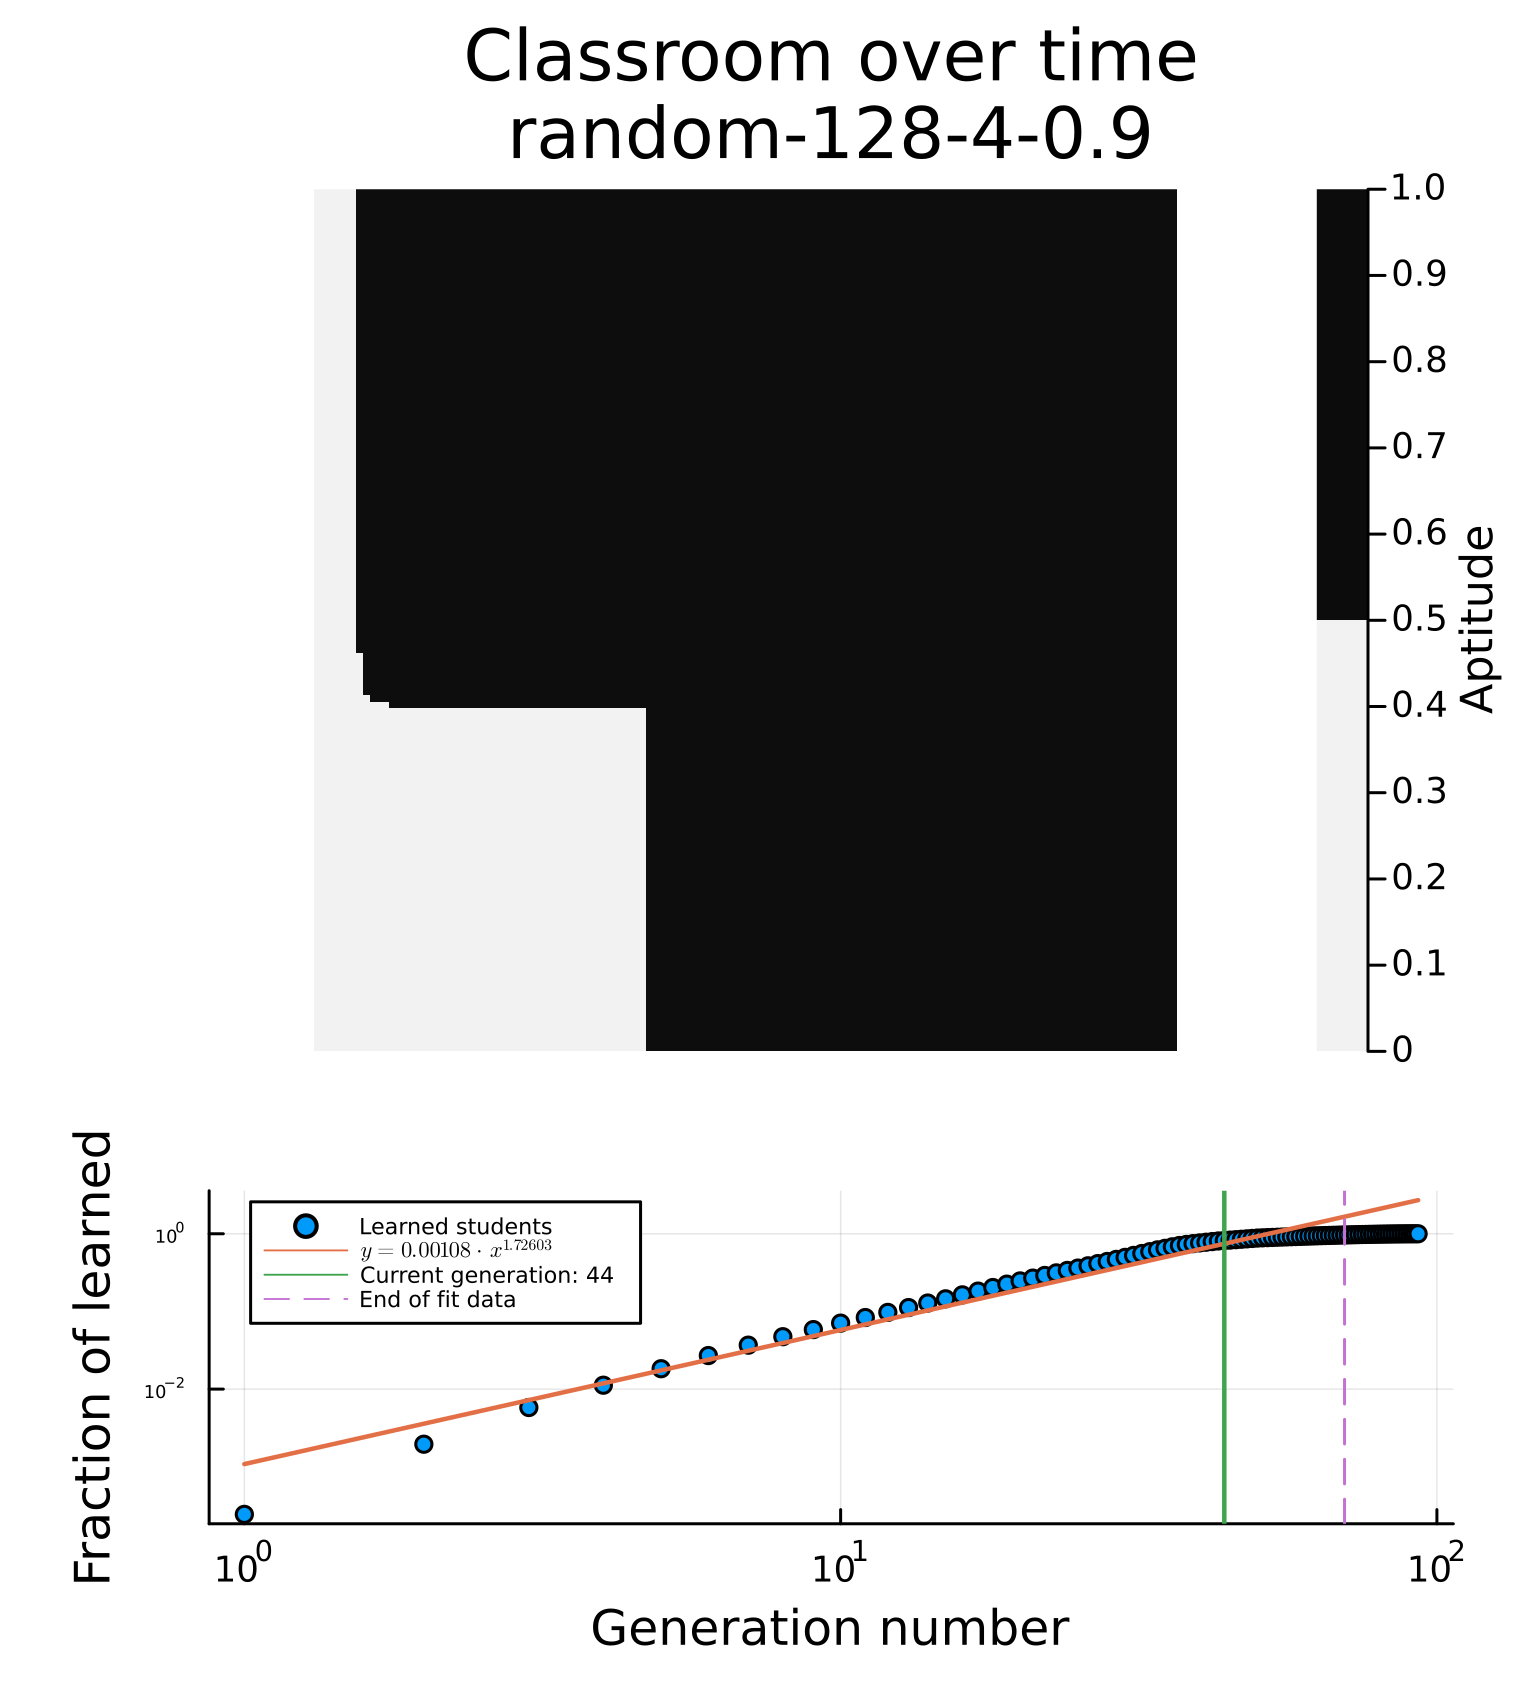 Classroom over time
random-128-4-0.9
1.0
0.9
0.8
0.7
0.6
0.5
0.4
0.3
0.2
0.1
0
Aptitude
Fraction of learned
10⁰
10⁻²
Learned students
y = 0.00108 · x^1.72603
Current generation: 44
End of fit data
10⁰
10¹
10²
Generation number